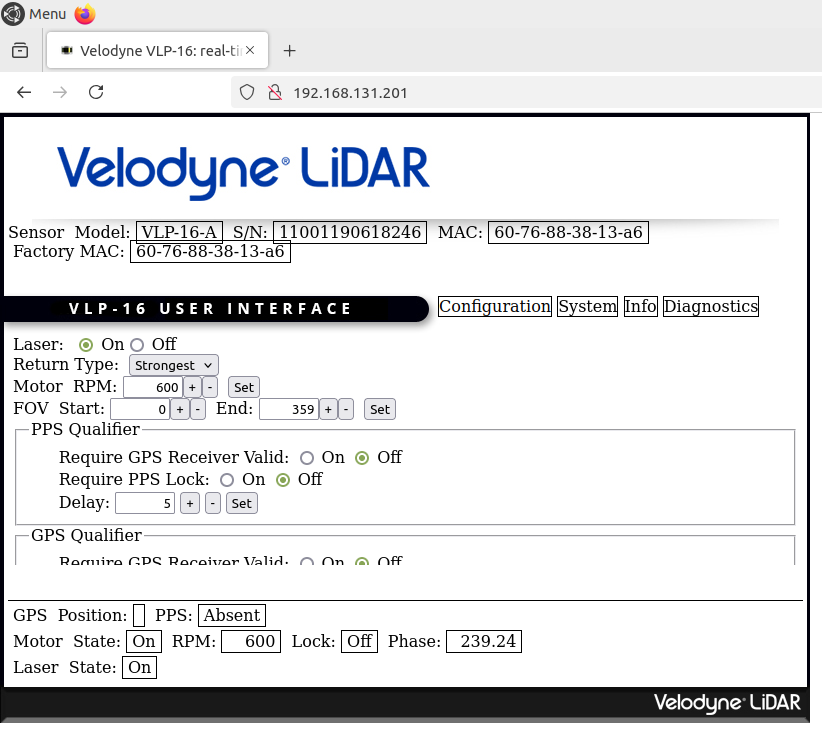 Menu
Velodyne VLP-16: real-ti
192.168.131.201
Velodyne® LiDAR
Sensor Model: VLP-16-A S/N: 11001190618246 MAC: 60-76-88-38-13-a6
Factory MAC: 60-76-88-38-13-a6
VLP-16 USER INTERFACE Configuration System Info Diagnostics
Laser: On Off
Return Type: Strongest
Motor RPM: 600 + - Set
FOV Start: 0 + - End: 359 + - Set
PPS Qualifier
Require GPS Receiver Valid: On Off
Require PPS Lock: On Off
Delay: 5 + - Set
GPS Qualifier
Require GPS Receiver Valid: On Off
GPS Position: PPS: Absent
Motor State: On RPM: 600 Lock: Off Phase: 239.24
Laser State: On
Velodyne® LiDAR